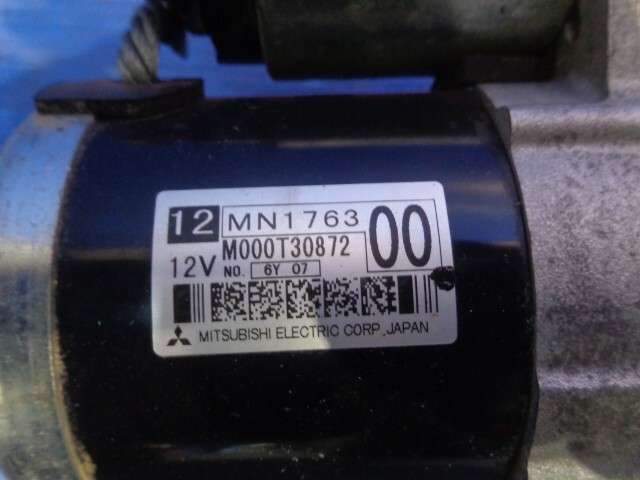 12 MN1763 00
12V M000T30872
NO. 6Y 07
MITSUBISHI ELECTRIC CORP.,JAPAN